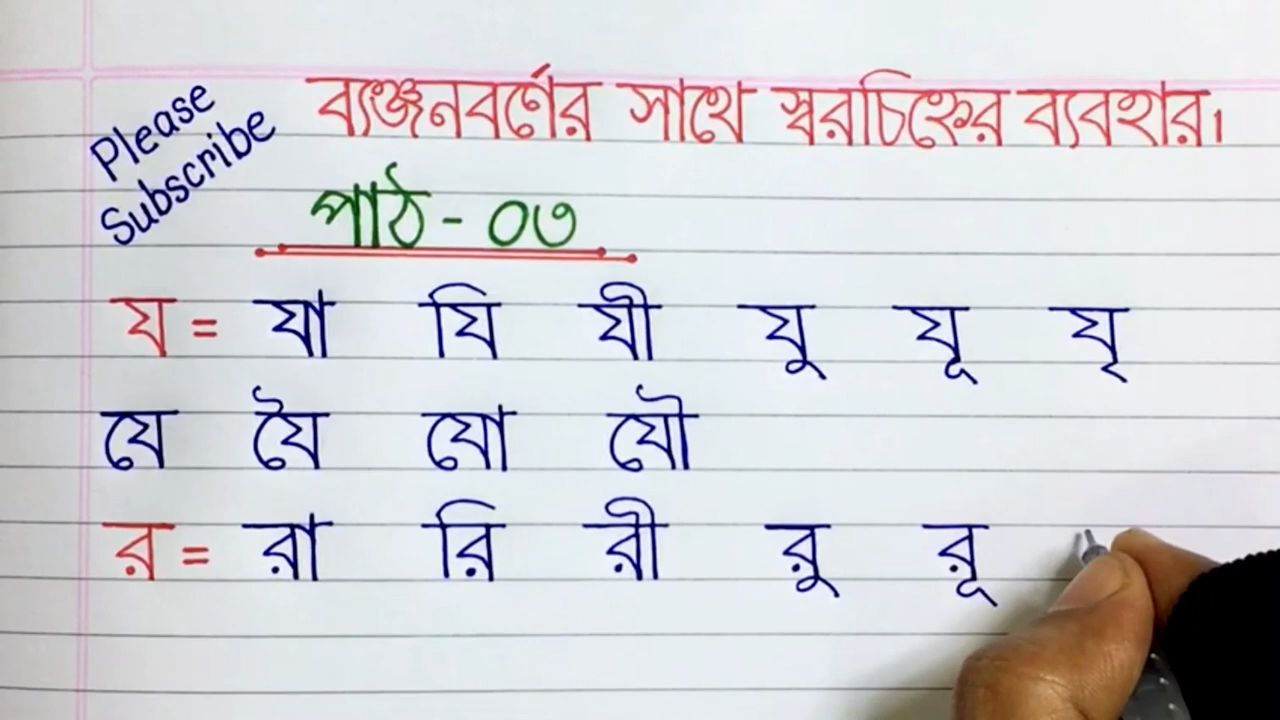 Please
Subscribe
ব্যঞ্জনবর্ণের সাথে স্বরচিহ্নের ব্যবহার।
পাঠ - ০৩
য = যা যি যী যু যূ যৃ
যে যৈ যো যৌ
র = রা রি রী রু রূ